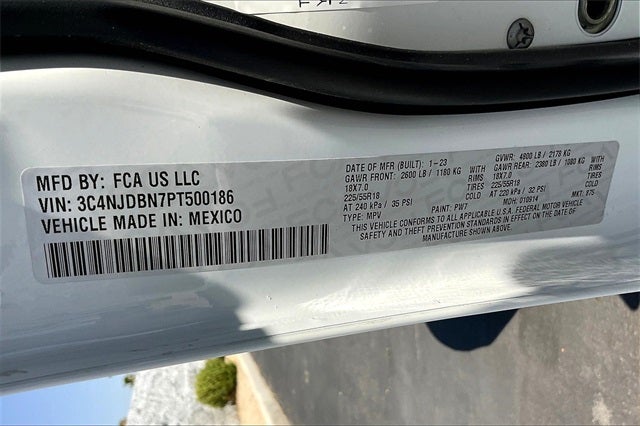 MFD BY: FCA US LLC
VIN: 3C4NJDBN7PT500186
VEHICLE MADE IN: MEXICO
DATE OF MFR (BUILT): 1-23 GVWR: 4800 LB / 2178 KG
GAWR FRONT: 2600 LB / 1180 KG WITH GAWR REAR: 2380 LB / 1080 KG WITH
18X7.0 RIMS 18X7.0 RIMS
225/55R18 TIRES 225/55R18 TIRES
AT 240 kPa / 35 PSI COLD AT 220 kPa / 32 PSI COLD
TYPE: MPV PAINT: PW7 MDH: 010914 MKT: 875
THIS VEHICLE CONFORMS TO ALL APPLICABLE U.S.A. FEDERAL MOTOR VEHICLE
SAFETY AND THEFT PREVENTION STANDARDS IN EFFECT ON THE DATE OF
MANUFACTURE SHOWN ABOVE.